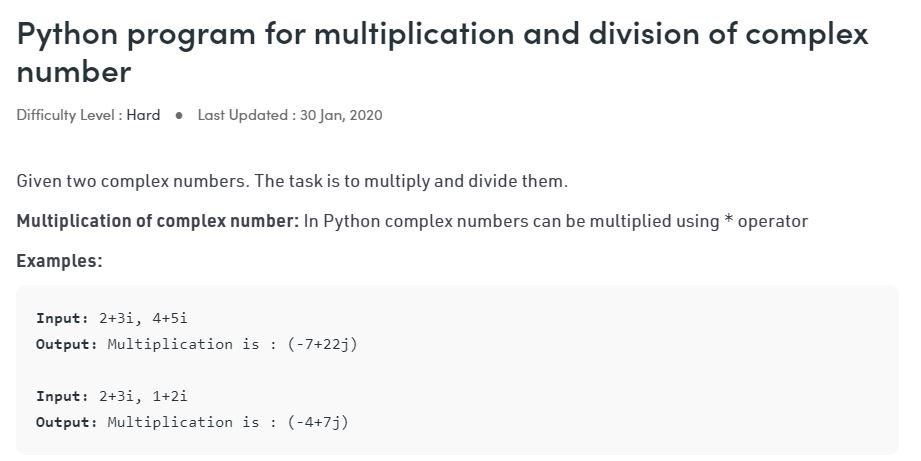 Python program for multiplication and division of complex
number
Difficulty Level : Hard ● Last Updated : 30 Jan, 2020
Given two complex numbers. The task is to multiply and divide them.
Multiplication of complex number: In Python complex numbers can be multiplied using * operator
Examples:
Input: 2+3i, 4+5i
Output: Multiplication is : (-7+22j)
Input: 2+3i, 1+2i
Output: Multiplication is : (-4+7j)